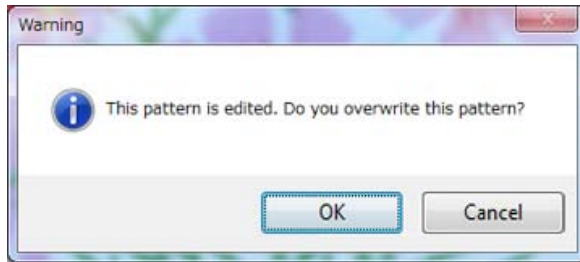 Warning
This pattern is edited. Do you overwrite this pattern?
OK
Cancel